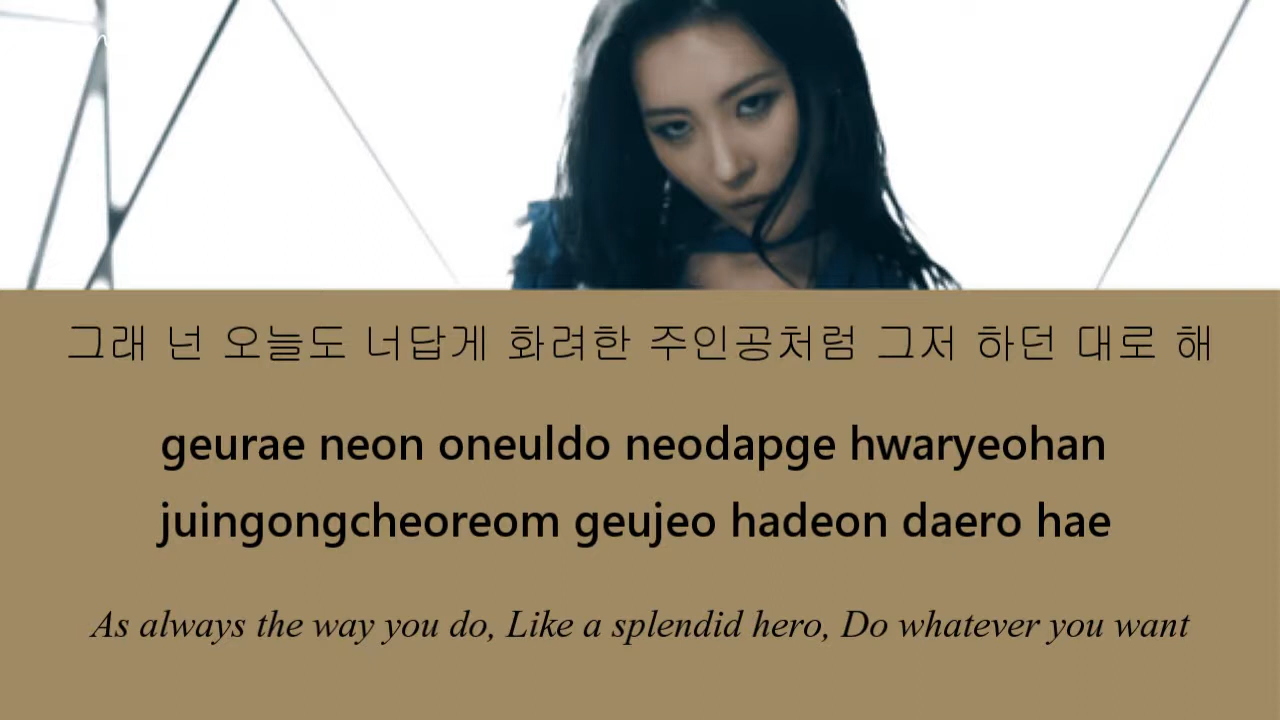 그래 넌 오늘도 너답게 화려한 주인공처럼 그저 하던 대로 해
geurae neon oneuldo neodapge hwaryeohan
juingongcheoreom geujeo hadeon daero hae
As always the way you do, Like a splendid hero, Do whatever you want